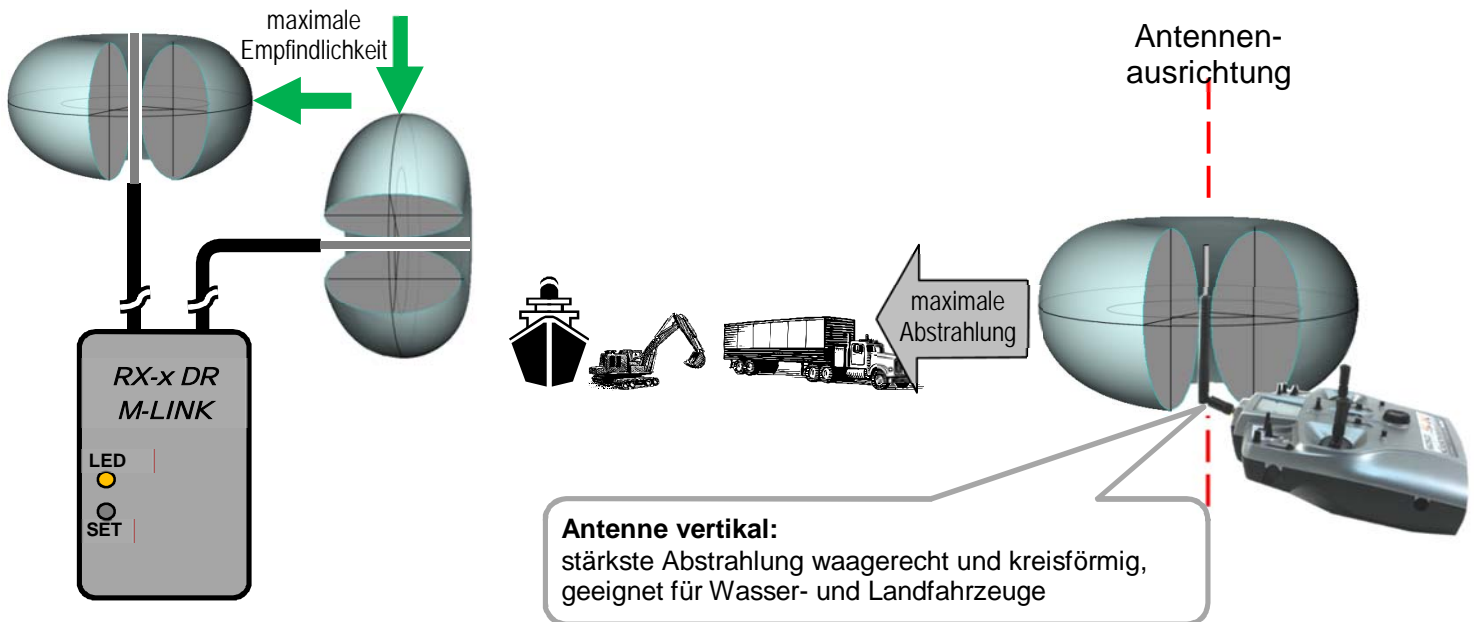 maximale
Empfindlichkeit
Antennen-
ausrichtung
maximale
Abstrahlung
RX-x DR
M-LINK
LED
SET
Antenne vertikal:
stärkste Abstrahlung waagerecht und kreisförmig,
geeignet für Wasser- und Landfahrzeuge